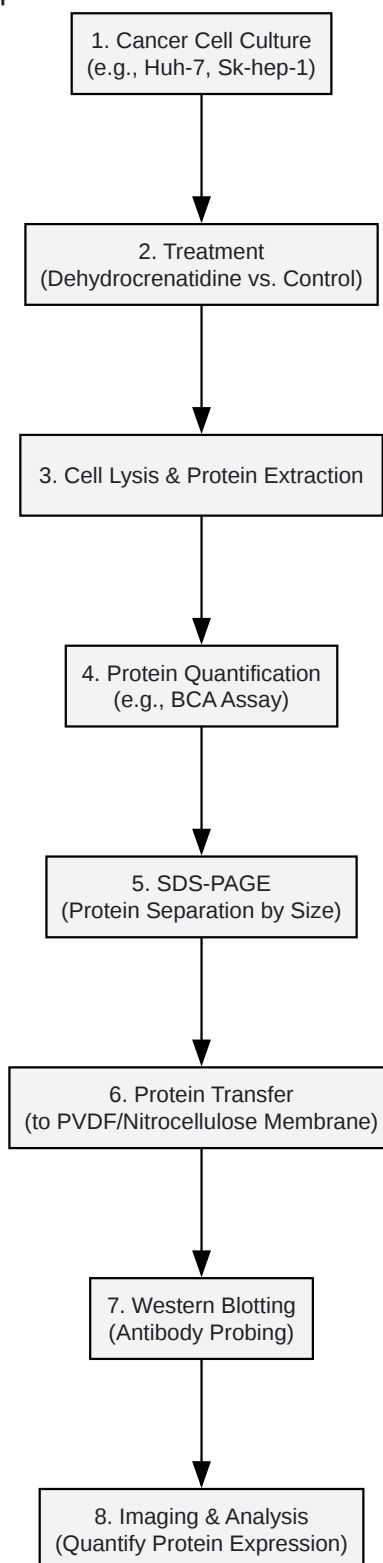 1. Cancer Cell Culture
(e.g., Huh-7, Sk-hep-1)
2. Treatment
(Dehydrocrenatidine vs. Control)
3. Cell Lysis & Protein Extraction
4. Protein Quantification
(e.g., BCA Assay)
5. SDS-PAGE
(Protein Separation by Size)
6. Protein Transfer
(to PVDF/Nitrocellulose Membrane)
7. Western Blotting
(Antibody Probing)
8. Imaging & Analysis
(Quantify Protein Expression)